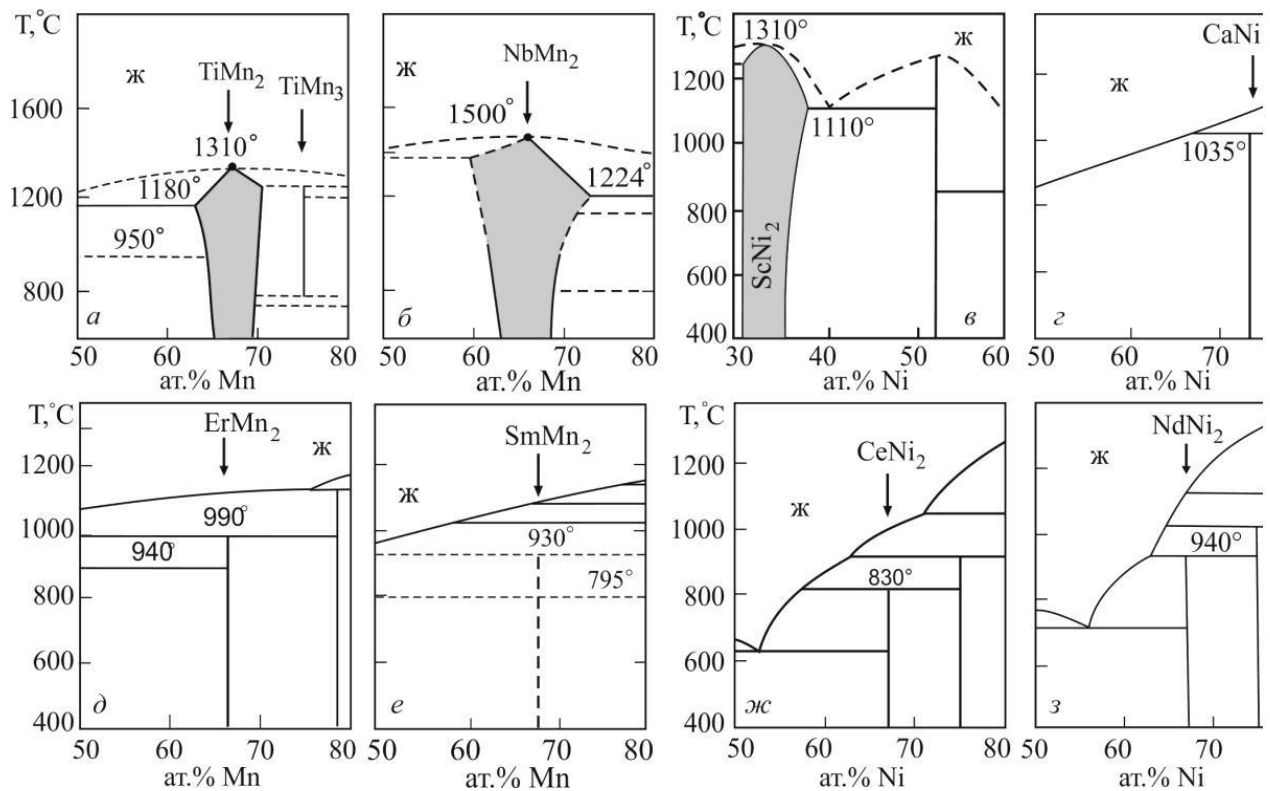 T,°C
ж
TiMn2
TiMn3
1310°
1180°
950°
1600
1200
800
а
50 60 70 80
ат.% Mn
ж
NbMn2
1500°
1224°
б
50 60 70 80
ат.% Mn
T,°C
1310°
ж
1200
1000
800
600
400
1110°
ScNi2
в
30 40 50 60
ат.% Ni
T,°C
CaNi
ж
1035°
г
60 70
ат.% Ni
T,°C
ErMn2
ж
1200
1000
800
600
400
990°
940°
д
50 60 70 80
ат.% Mn
SmMn2
ж
930°
795°
е
50 60 70 80
ат.% Mn
T,°C
CeNi2
ж
1200
1000
800
600
400
830°
ж
50 60 70 80
ат.% Ni
NdNi2
ж
940°
з
50 60 70
ат.% Ni